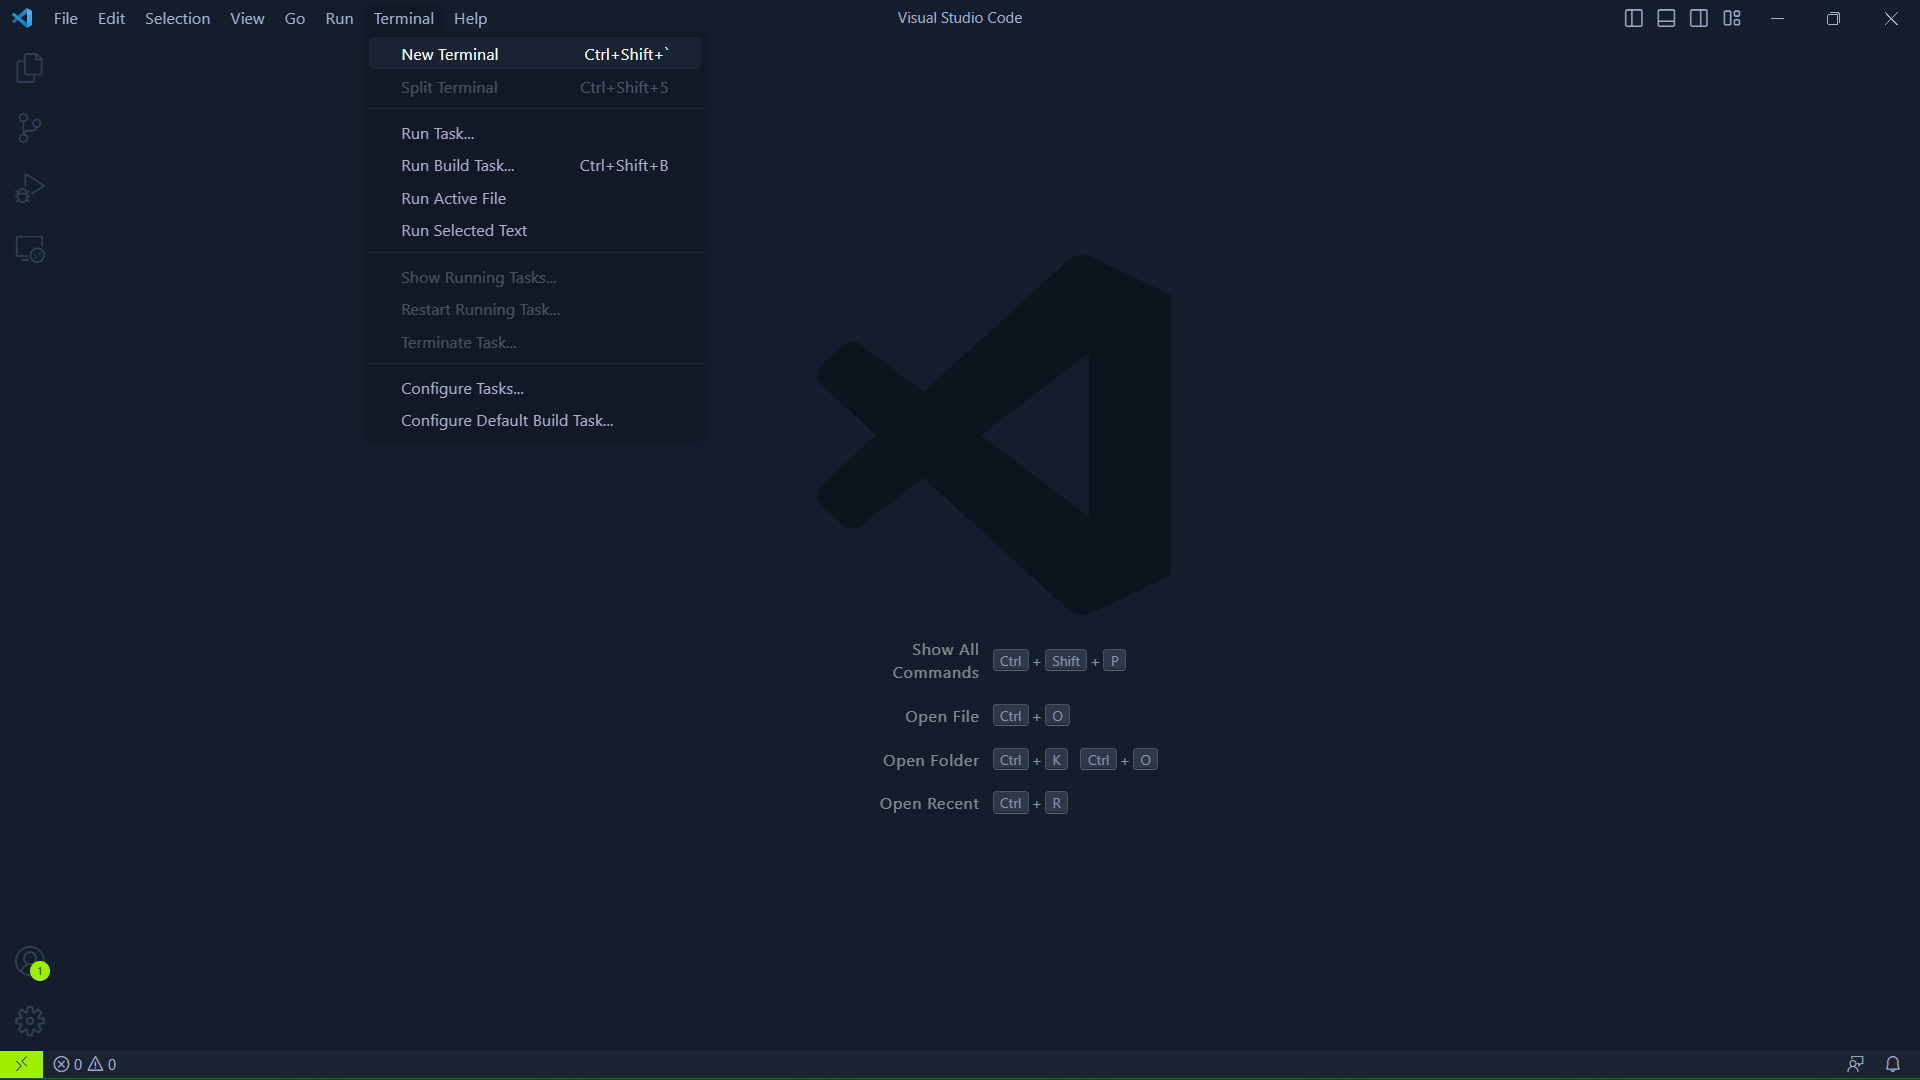 File Edit Selection View Go Run Terminal Help
Visual Studio Code
New Terminal Ctrl+Shift+`
Split Terminal Ctrl+Shift+5
Run Task...
Run Build Task... Ctrl+Shift+B
Run Active File
Run Selected Text
Show Running Tasks...
Restart Running Task...
Terminate Task...
Configure Tasks...
Configure Default Build Task...
Show All
Commands
Ctrl + Shift + P
Open File Ctrl + O
Open Folder Ctrl + K Ctrl + O
Open Recent Ctrl + R
1
0 0